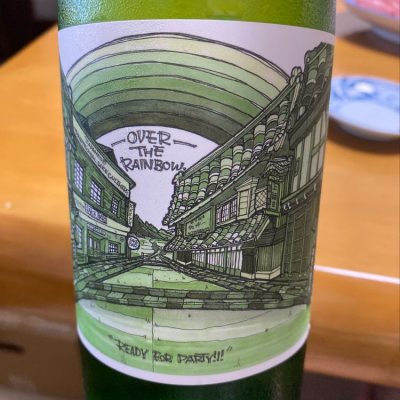 OVER
THE
RAINBOW
"READY FOR PARTY!!!"